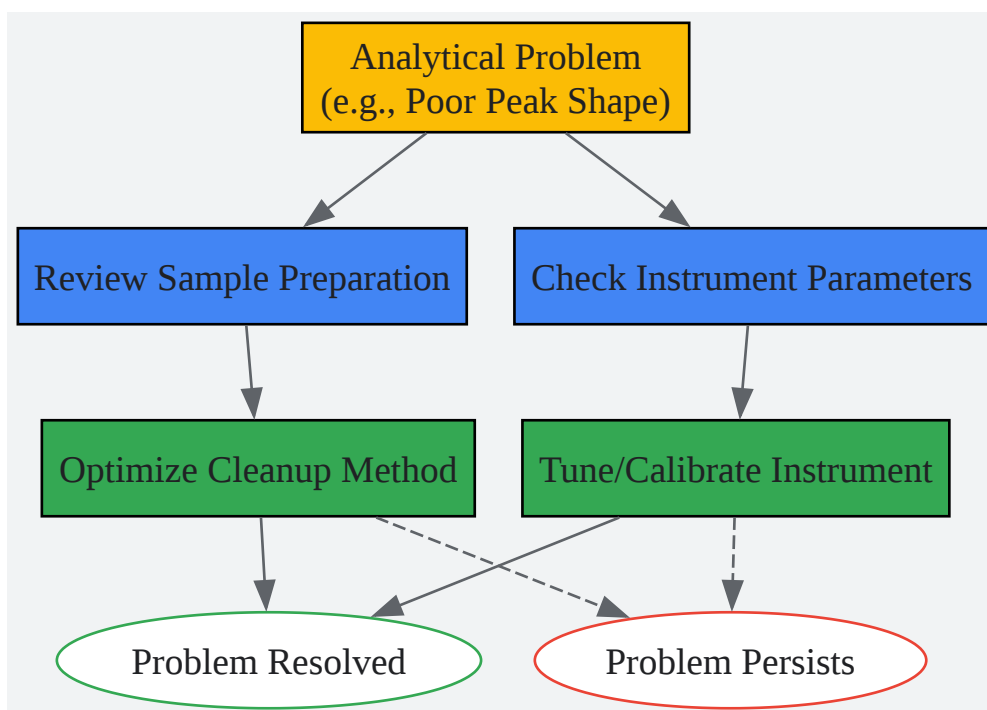 Analytical Problem
(e.g., Poor Peak Shape)
Review Sample Preparation
Check Instrument Parameters
Optimize Cleanup Method
Tune/Calibrate Instrument
Problem Resolved
Problem Persists